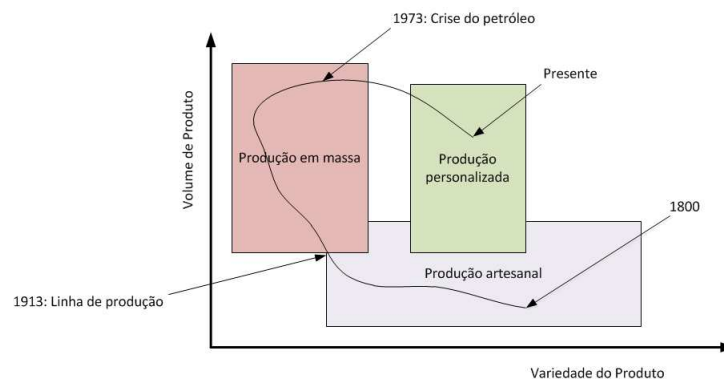 1973: Crise do petróleo
Presente
Volume de Produto
Produção em massa
Produção
personalizada
1800
Produção artesanal
1913: Linha de produção
Variedade do Produto